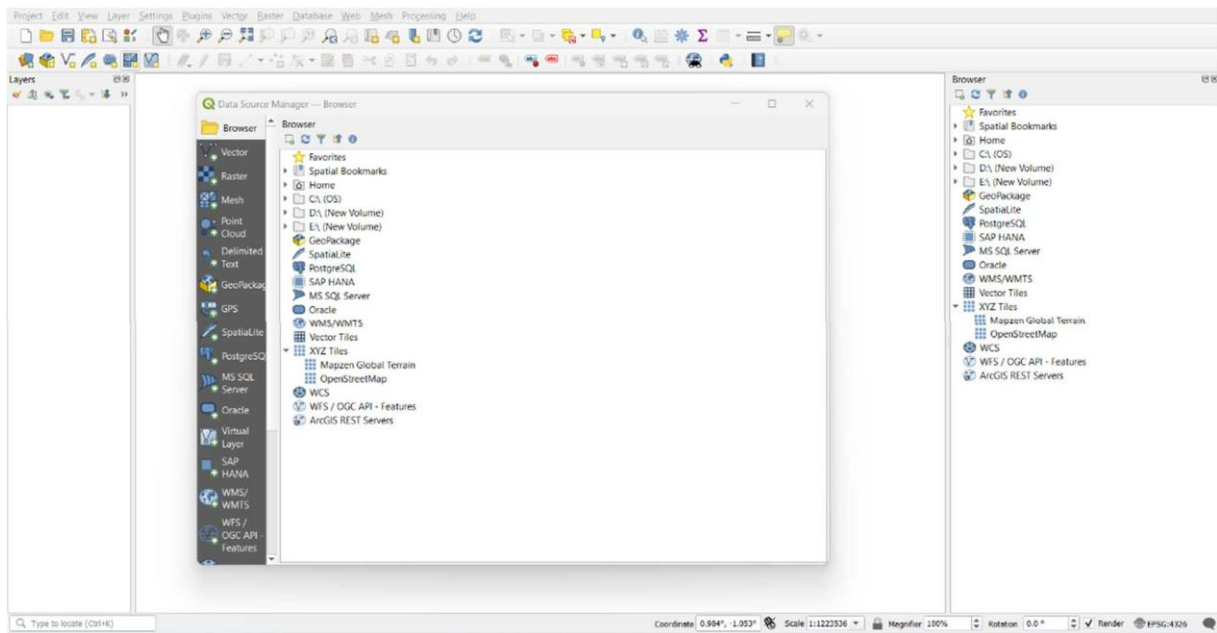 Project Edit View Layer Settings Plugins Vector Raster Database Web Mesh Processing Help
Layers
Data Source Manager — Browser
Browser
Vector
Raster
Mesh
Point
Cloud
Delimited
Text
GeoPackag
GPS
SpatiaLite
PostgreSQ
MS SQL
Server
Oracle
Virtual
Layer
SAP
HANA
WMS/
WMTS
WFS /
OGC API -
Features
Browser
Favorites
Spatial Bookmarks
Home
C:\ (OS)
D:\ (New Volume)
E:\ (New Volume)
GeoPackage
SpatiaLite
PostgreSQL
SAP HANA
MS SQL Server
Oracle
WMS/WMTS
Vector Tiles
XYZ Tiles
Mapzen Global Terrain
OpenStreetMap
WCS
WFS / OGC API - Features
ArcGIS REST Servers
Browser
Favorites
Spatial Bookmarks
Home
C:\ (OS)
D:\ (New Volume)
E:\ (New Volume)
GeoPackage
SpatiaLite
PostgreSQL
SAP HANA
MS SQL Server
Oracle
WMS/WMTS
Vector Tiles
XYZ Tiles
Mapzen Global Terrain
OpenStreetMap
WCS
WFS / OGC API - Features
ArcGIS REST Servers
Type to locate (Ctrl+K) Coordinate 0.984°, -1.053° Scale 1:1223536 Magnifier 100% Rotation 0.0 ° Render EPSG:4326